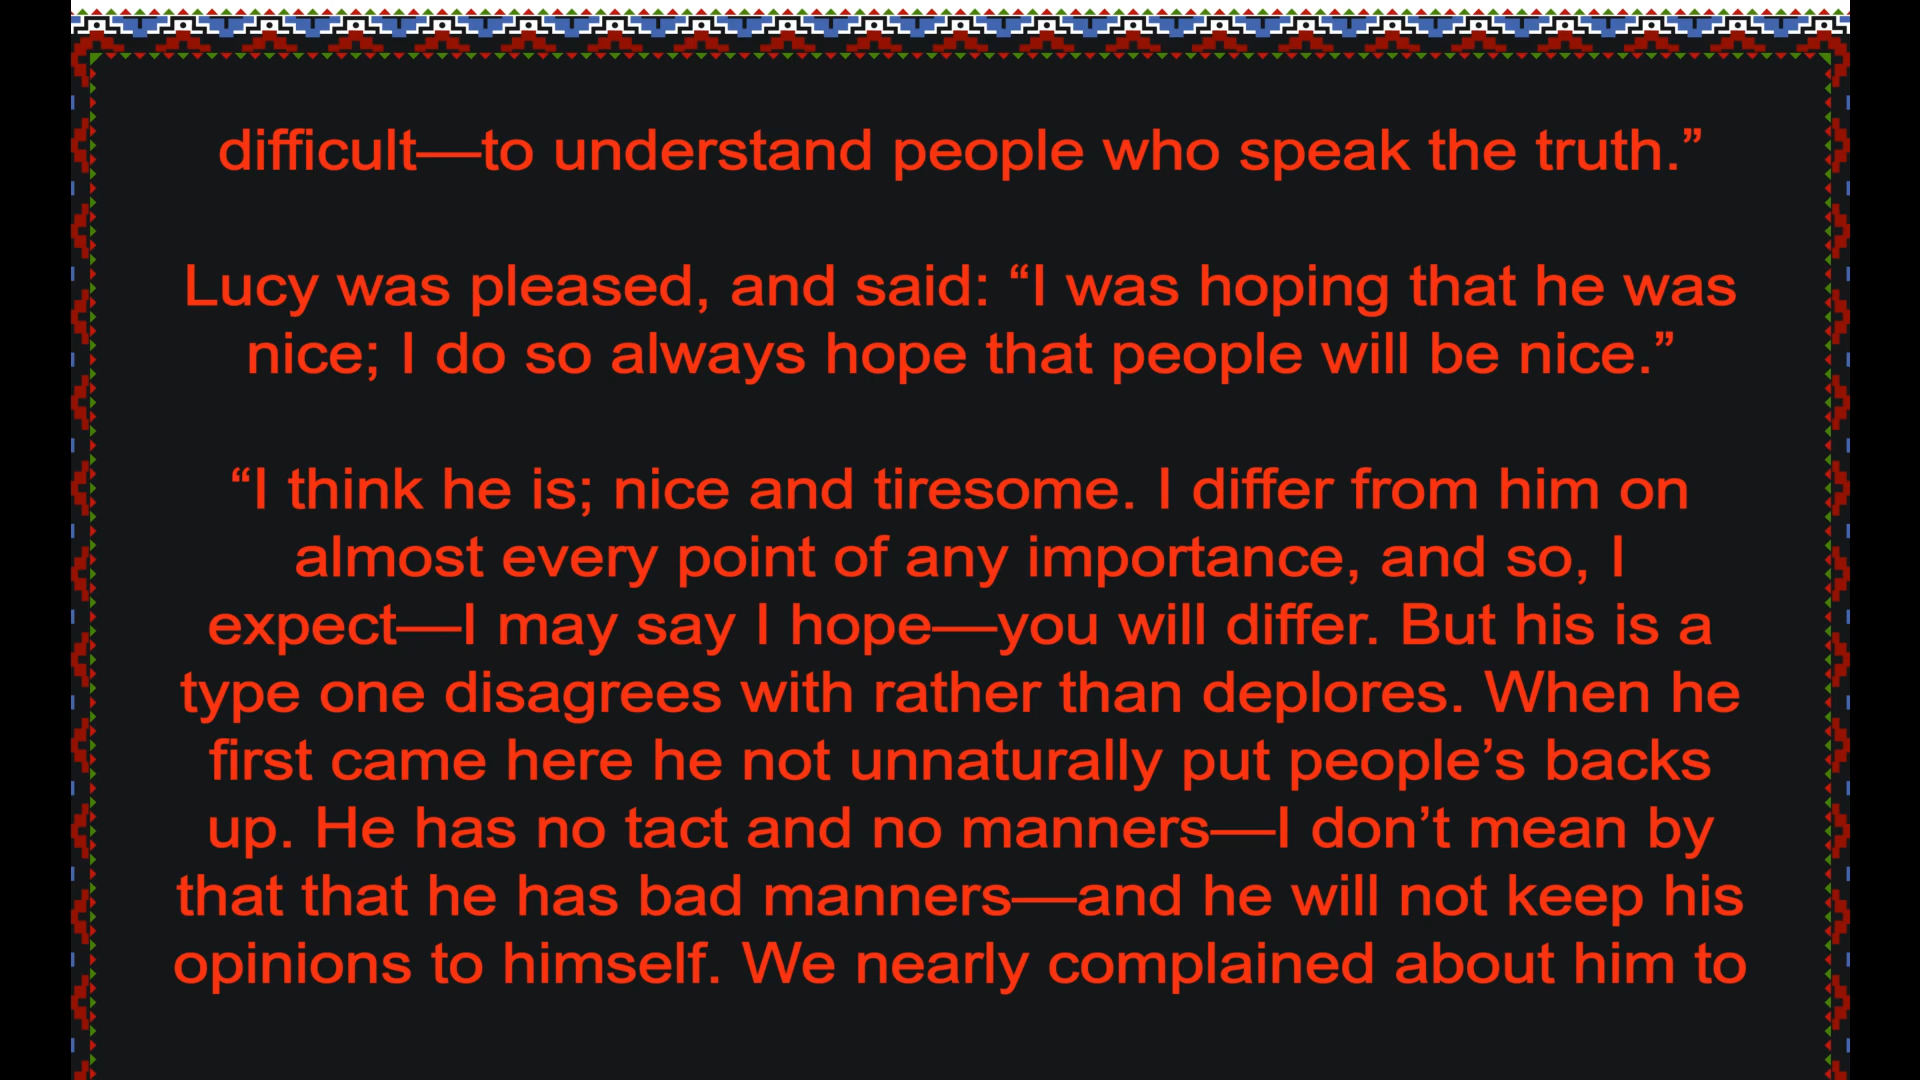 difficult—to understand people who speak the truth.”
Lucy was pleased, and said: “I was hoping that he was
nice; I do so always hope that people will be nice.”
“I think he is; nice and tiresome. I differ from him on
almost every point of any importance, and so, I
expect—I may say I hope—you will differ. But his is a
type one disagrees with rather than deplores. When he
first came here he not unnaturally put people’s backs
up. He has no tact and no manners—I don’t mean by
that that he has bad manners—and he will not keep his
opinions to himself. We nearly complained about him to